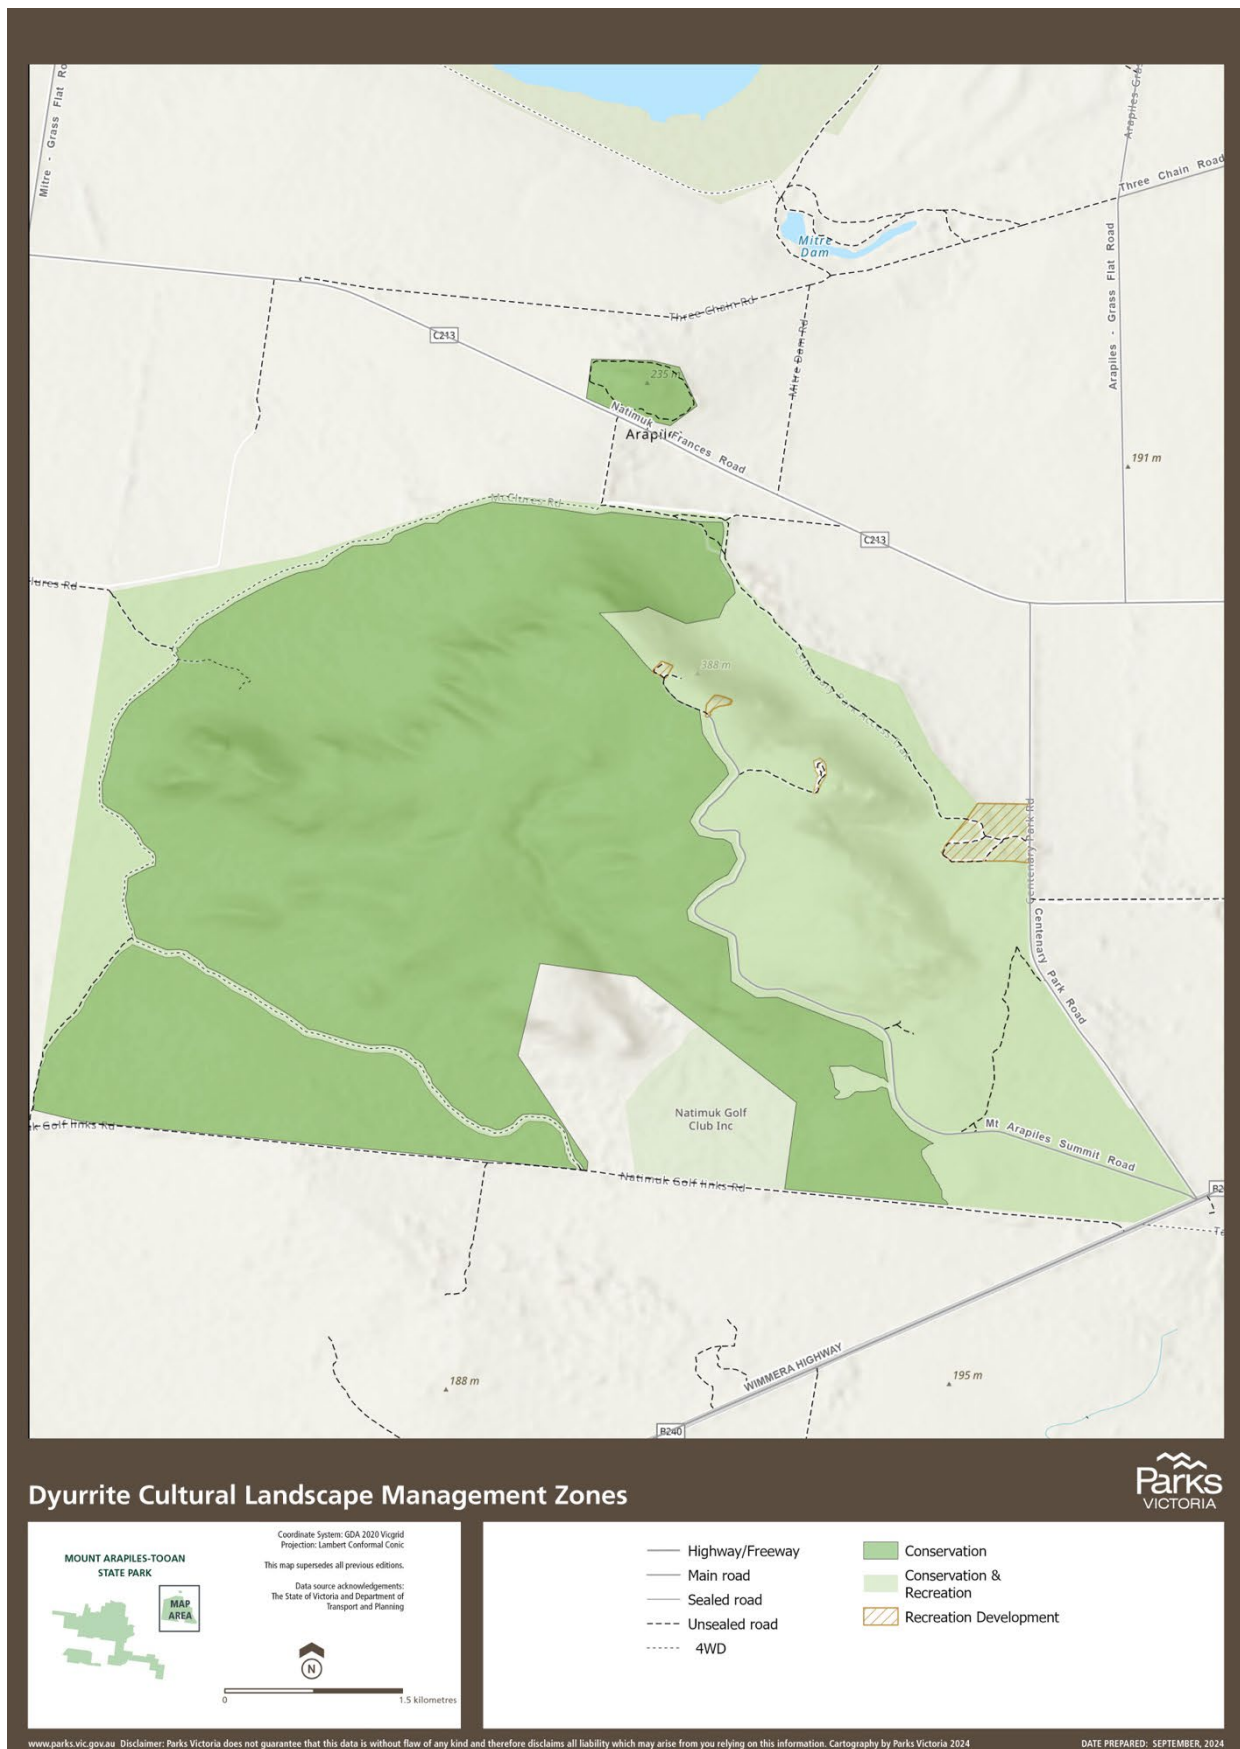 Mitre - Grass Flat Ro
Arapiles Gras
Three Chain Road
Mitre
Dam
Arapiles - Grass Flat Road
Three Chain Rd
C213
Mitre Dam Rd
235 m
Natimuk Frances Road
Arapil
191 m
McClures Rd
C213
lures Rd
388 m
Centenary Park Rd
Centenary Park Road
Natimuk Golf
Club Inc
k Golf links Rd
Mt Arapiles Summit Road
Natimuk Golf links Rd
B2
Te
WIMMERA HIGHWAY
188 m
195 m
B240
Dyurrite Cultural Landscape Management Zones
Parks
VICTORIA
MOUNT ARAPILES-TOOAN
STATE PARK
MAP
AREA
Coordinate System: GDA 2020 Vicgrid
Projection: Lambert Conformal Conic
This map supersedes all previous editions.
Data source acknowledgements:
The State of Victoria and Department of
Transport and Planning
N
0 1.5 kilometres
Highway/Freeway
Main road
Sealed road
Unsealed road
4WD
Conservation
Conservation &
Recreation
Recreation Development
www.parks.vic.gov.au Disclaimer: Parks Victoria does not guarantee that this data is without flaw of any kind and therefore disclaims all liability which may arise from you relying on this information. Cartography by Parks Victoria 2024
DATE PREPARED: SEPTEMBER, 2024